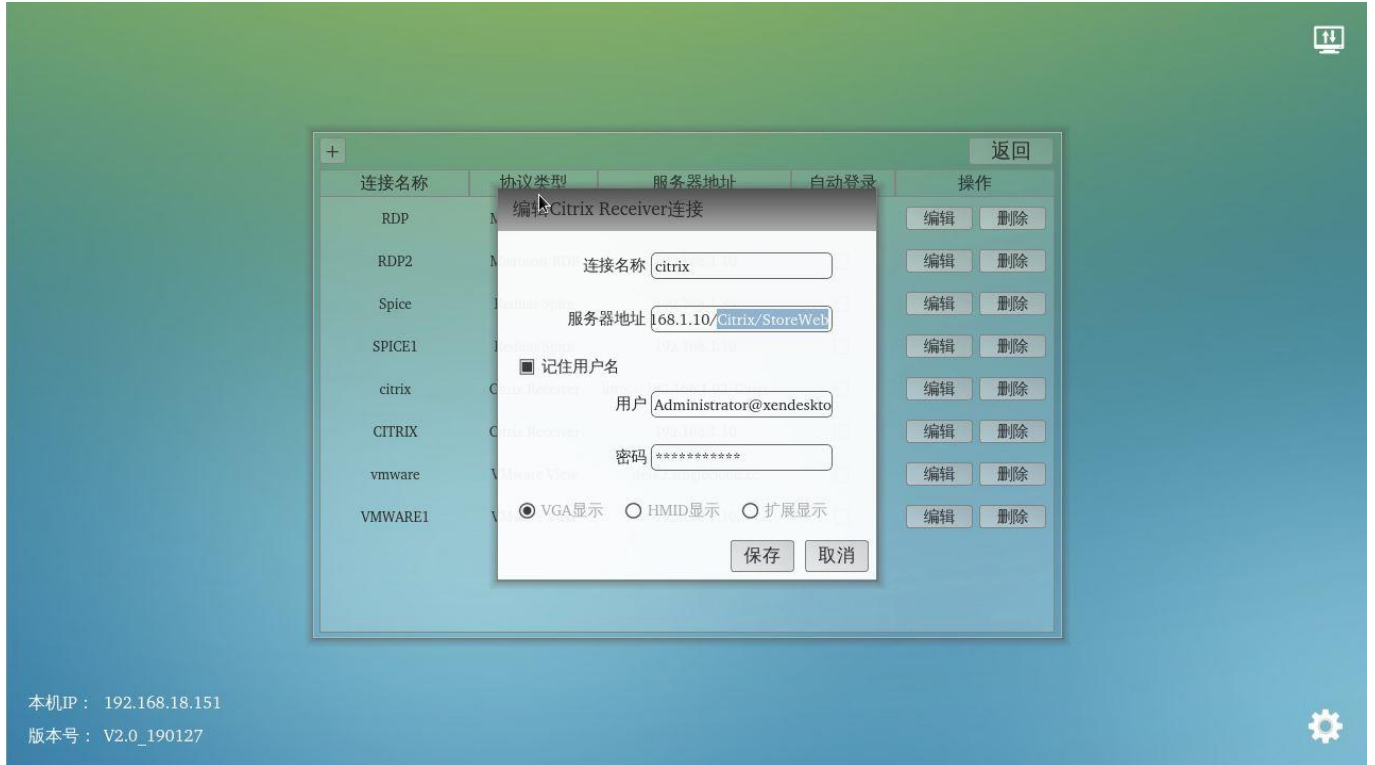 + 返回
连接名称 协议类型 服务器地址 自动登录 操作
编辑Citrix Receiver连接
RDP 编辑 删除
RDP2 编辑 删除
Spice 编辑 删除
SPICE1 编辑 删除
citrix 编辑 删除
CITRIX 编辑 删除
vmware 编辑 删除
VMWARE1 编辑 删除
连接名称 citrix
服务器地址 168.1.10/Citrix/StoreWeb
记住用户名
用户 Administrator@xendeskto
密码 ***********
VGA显示 HMID显示 扩展显示
保存 取消
本机IP： 192.168.18.151
版本号： V2.0_190127